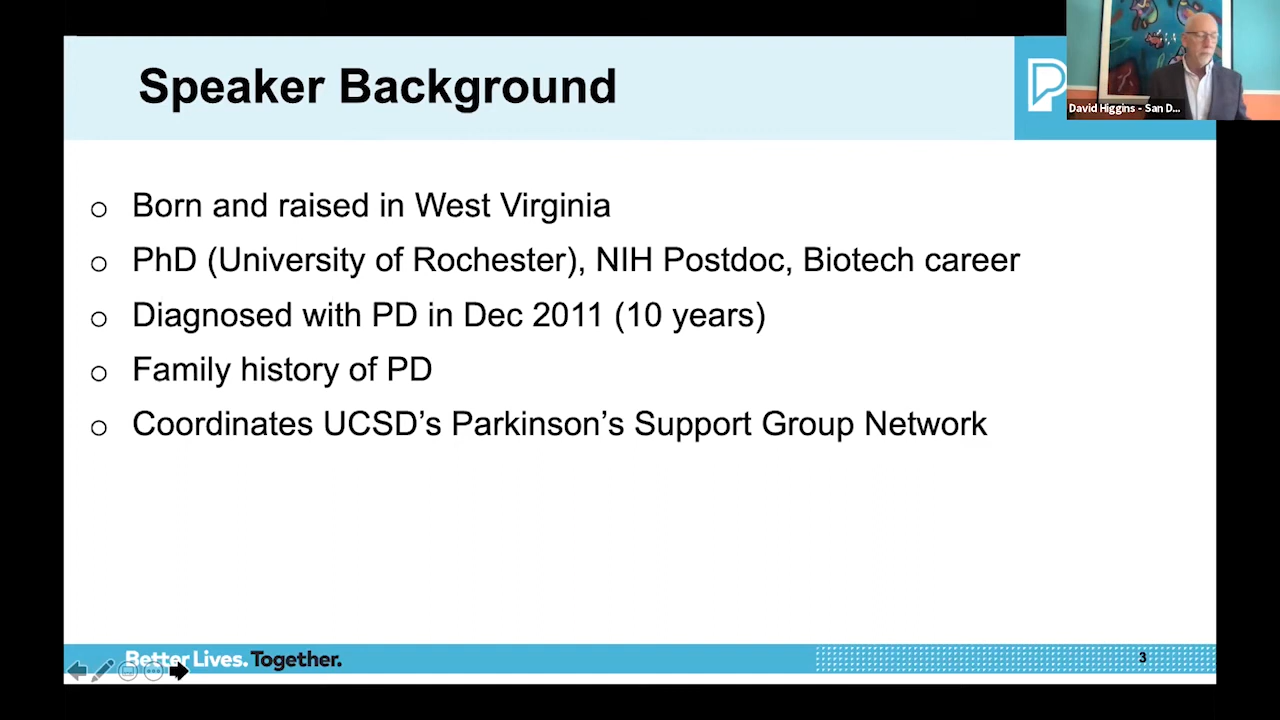 Speaker Background
P
David Higgins - San D...
Born and raised in West Virginia
PhD (University of Rochester), NIH Postdoc, Biotech career
Diagnosed with PD in Dec 2011 (10 years)
Family history of PD
Coordinates UCSD’s Parkinson’s Support Group Network
Better Lives. Together.
3